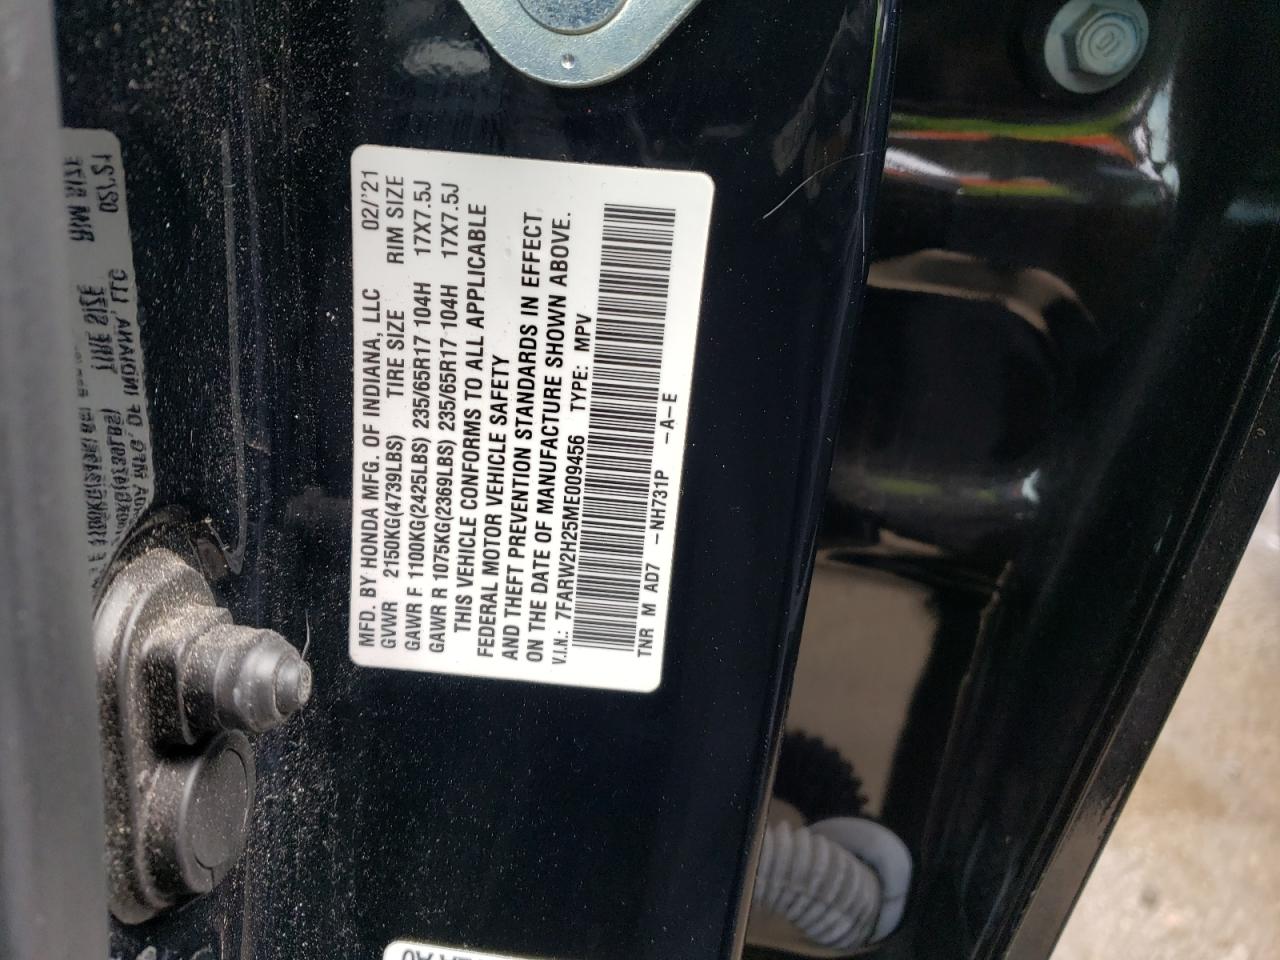 MFD. BY HONDA MFG. OF INDIANA, LLC 02/'21
GVWR 2150KG(4739LBS) TIRE SIZE RIM SIZE
GAWR F 1100KG(2425LBS) 235/65R17 104H 17X7.5J
GAWR R 1075KG(2369LBS) 235/65R17 104H 17X7.5J
THIS VEHICLE CONFORMS TO ALL APPLICABLE
FEDERAL MOTOR VEHICLE SAFETY
AND THEFT PREVENTION STANDARDS IN EFFECT
ON THE DATE OF MANUFACTURE SHOWN ABOVE.
V.I.N.: 7FARW2H25ME009456 TYPE: MPV
TNR M AD7 -NH731P -A-E